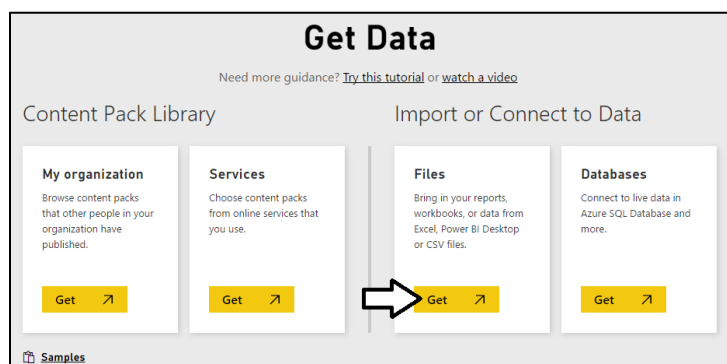 Get Data
Need more guidance? Try this tutorial or watch a video
Content Pack Library
Import or Connect to Data
My organization
Browse content packs
that other people in your
organization have
published.
Get
Services
Choose content packs
from online services that
you use.
Get
Files
Bring in your reports,
workbooks, or data from
Excel, Power BI Desktop
or CSV files.
Get
Databases
Connect to live data in
Azure SQL Database and
more.
Get
Samples